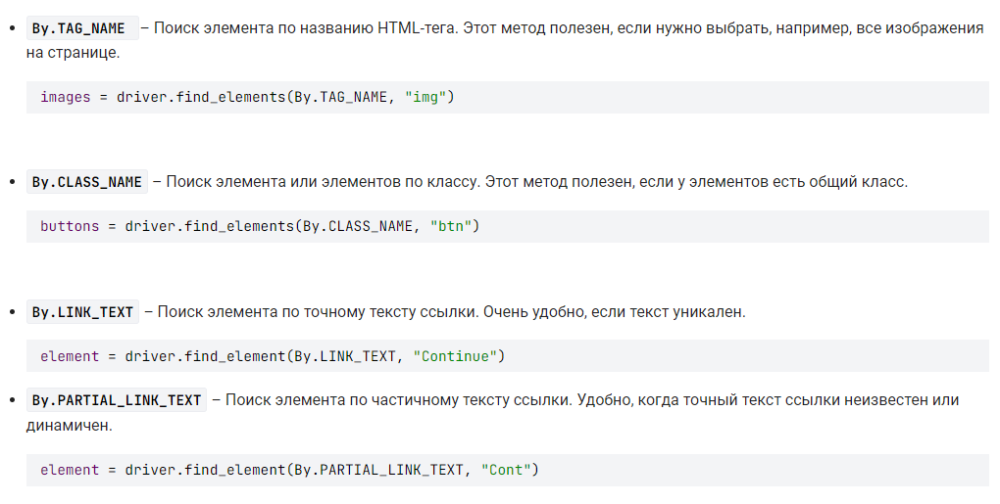 By.TAG_NAME – Поиск элемента по названию HTML-тега. Этот метод полезен, если нужно выбрать, например, все изображения
на странице.
images = driver.find_elements(By.TAG_NAME, "img")
By.CLASS_NAME – Поиск элемента или элементов по классу. Этот метод полезен, если у элементов есть общий класс.
buttons = driver.find_elements(By.CLASS_NAME, "btn")
By.LINK_TEXT – Поиск элемента по точному тексту ссылки. Очень удобно, если текст уникален.
element = driver.find_element(By.LINK_TEXT, "Continue")
By.PARTIAL_LINK_TEXT – Поиск элемента по частичному тексту ссылки. Удобно, когда точный текст ссылки неизвестен или
динамичен.
element = driver.find_element(By.PARTIAL_LINK_TEXT, "Cont")